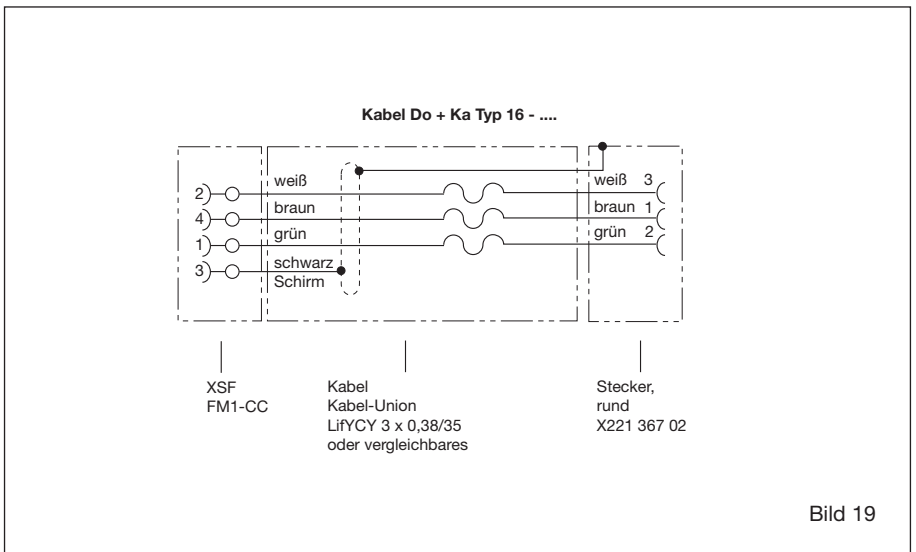 Kabel Do + Ka Typ 16 - ....
2 weiß weiß 3
4 braun braun 1
1 grün grün 2
3 schwarz
Schirm
XSF
FM1-CC
Kabel
Kabel-Union
LifYCY 3 x 0,38/35
oder vergleichbares
Stecker,
rund
X221 367 02
Bild 19